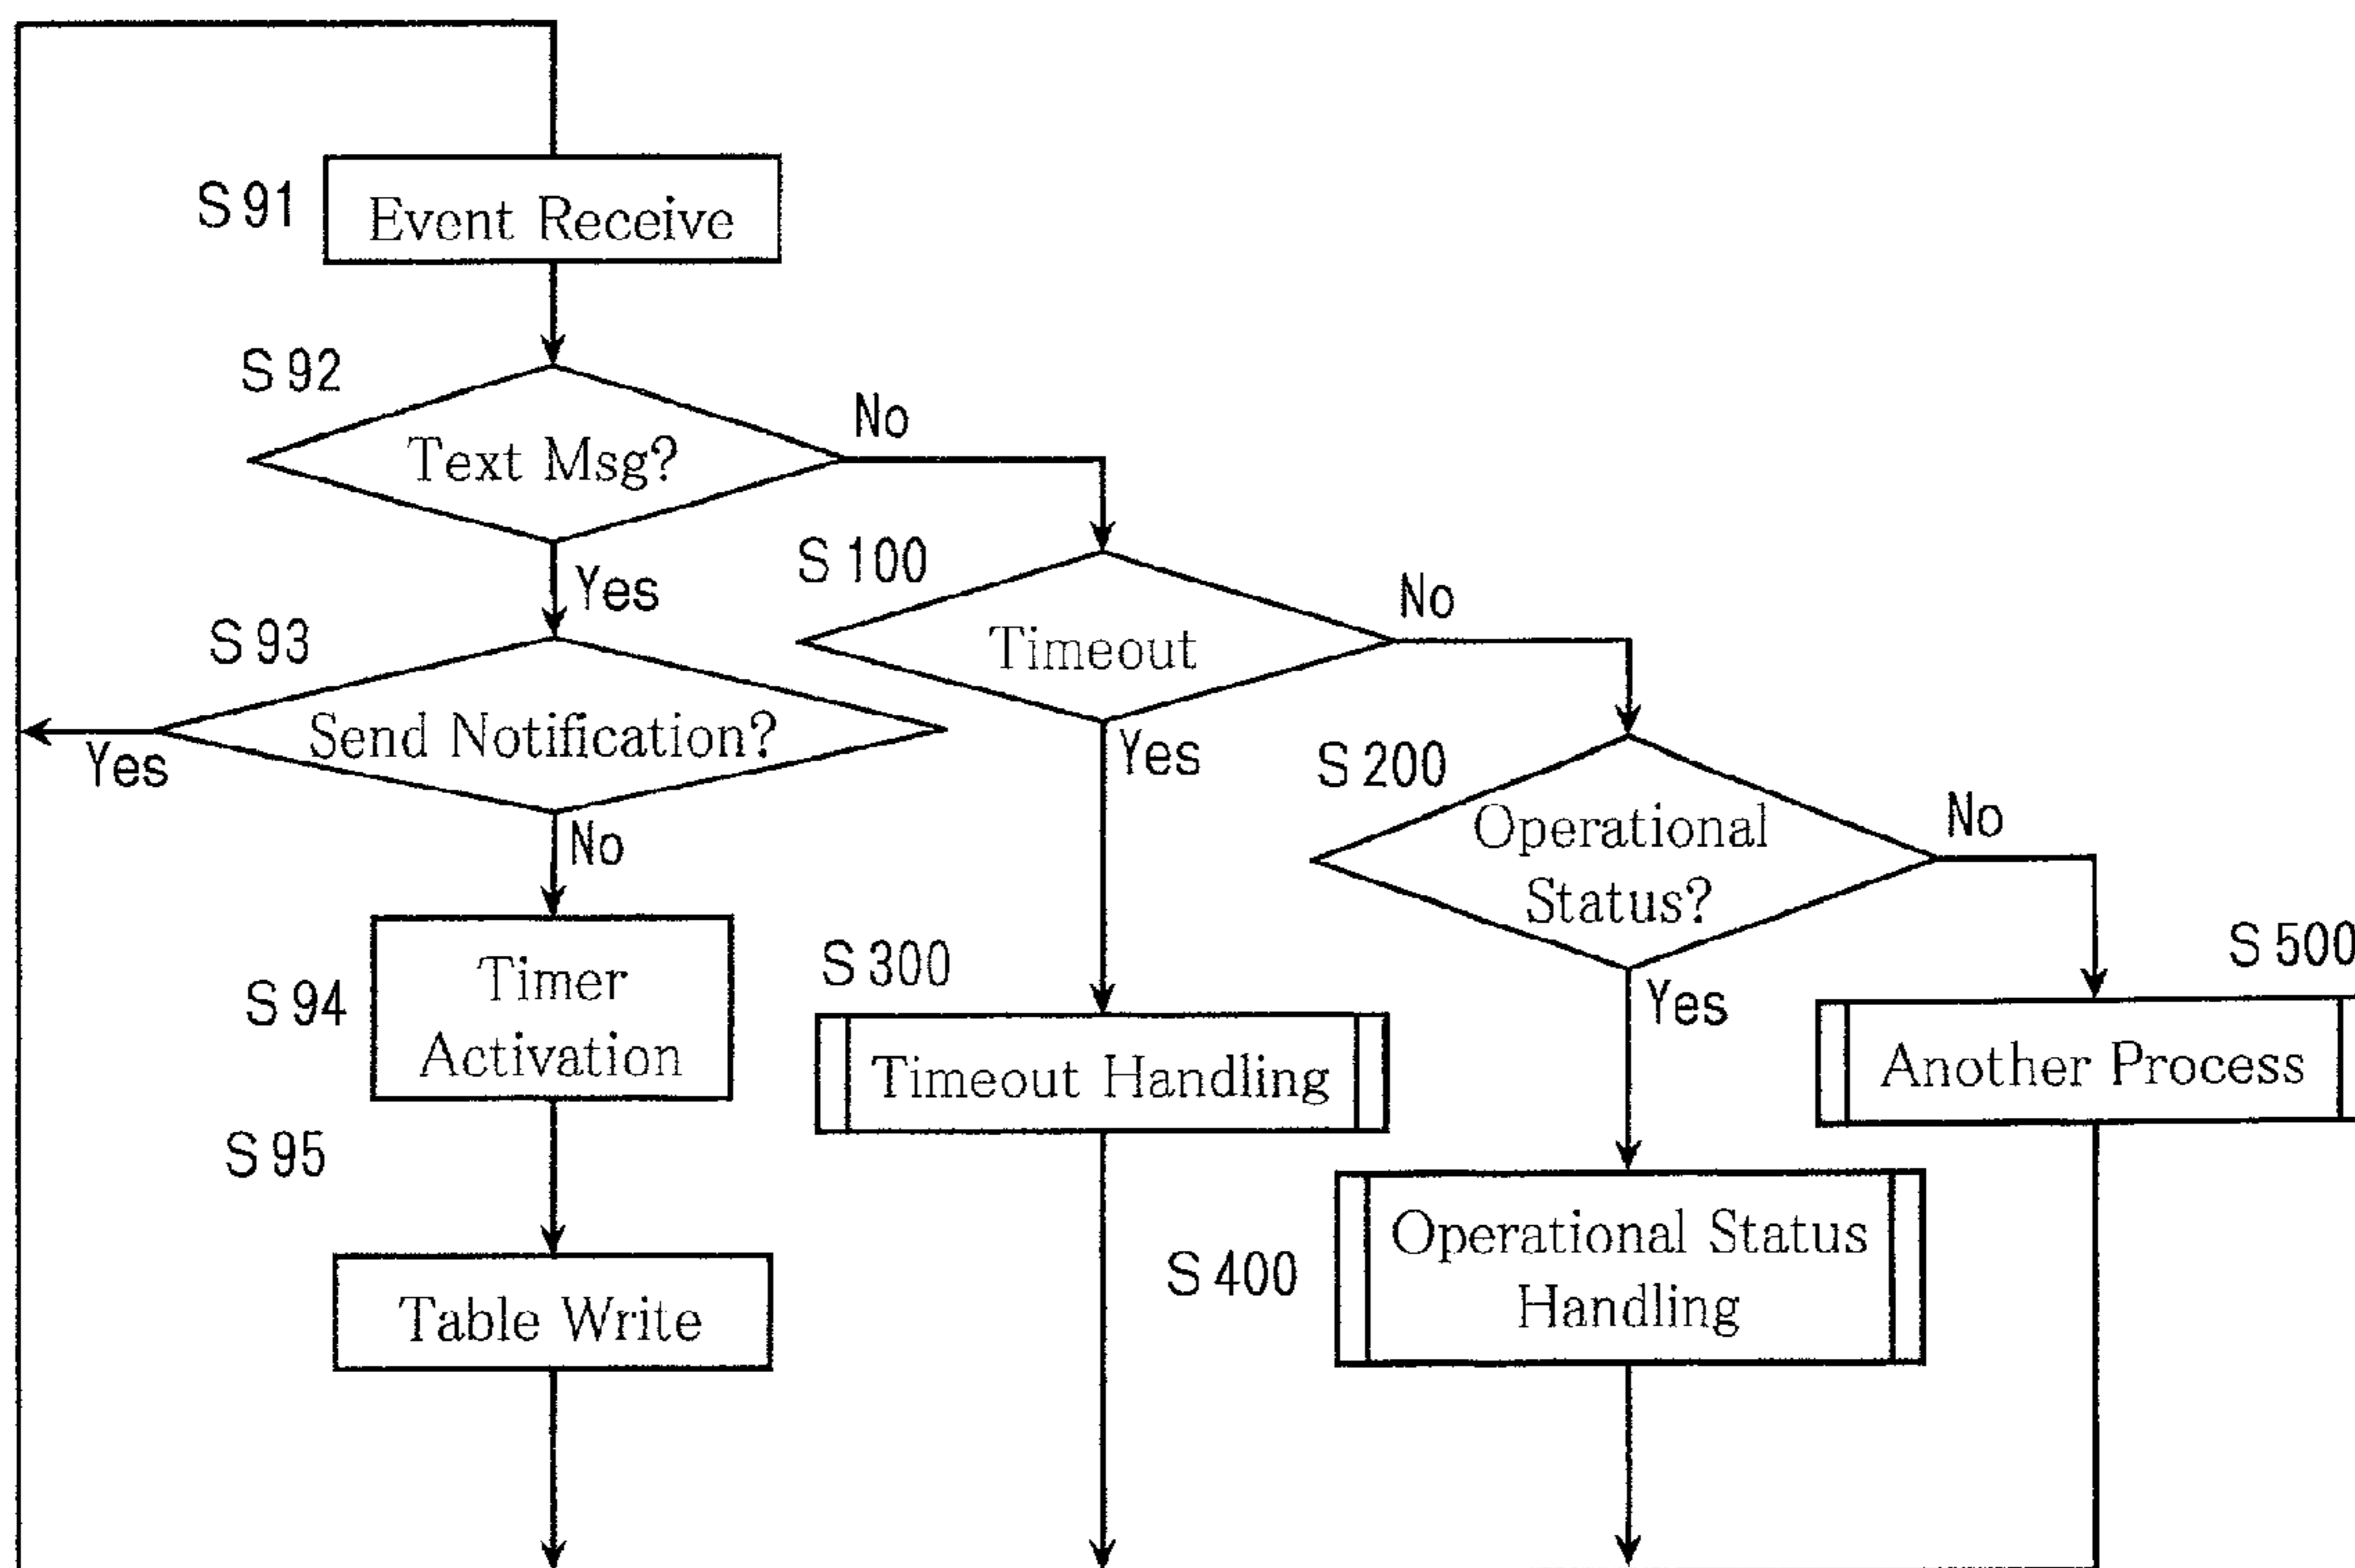 S 91
Event Receive
S 92
Text Msg?
No
Yes
S 100
Timeout
No
S 93
Send Notification?
Yes
Yes
S 200
Operational
Status?
No
No
S 94
Timer
Activation
S 300
Timeout Handling
Yes
S 500
Another Process
S 95
Table Write
S 400
Operational Status
Handling